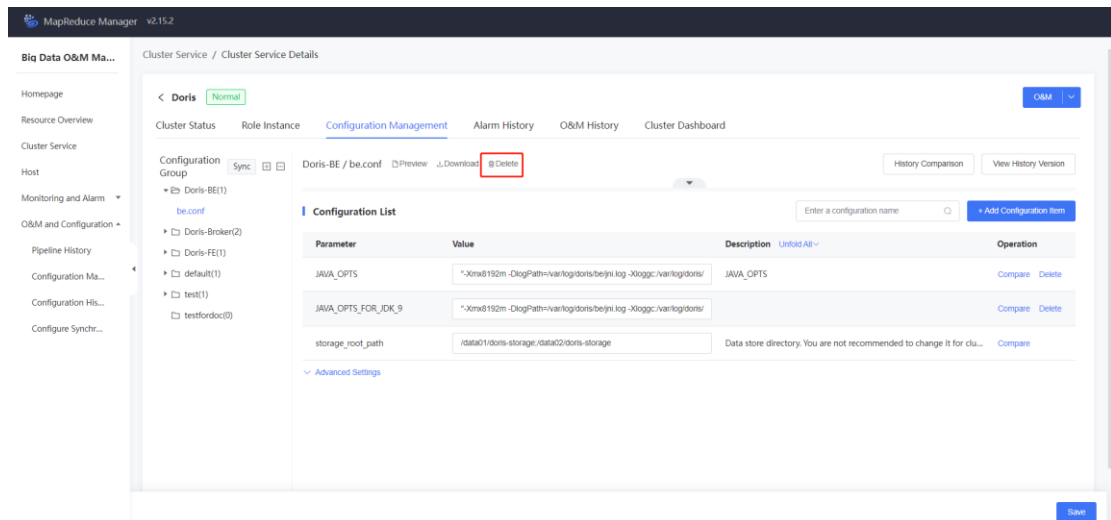 MapReduce Manager v2.15.2
Big Data O&M Ma...
Homepage
Resource Overview
Cluster Service
Host
Monitoring and Alarm
O&M and Configuration
Pipeline History
Configuration Ma...
Configuration His...
Configure Synchr...
Cluster Service / Cluster Service Details
Doris Normal
O&M
Cluster Status Role Instance Configuration Management Alarm History O&M History Cluster Dashboard
Configuration Group Sync
Doris-BE(1)
be.conf
Doris-Broker(2)
Doris-FE(1)
default(1)
test(1)
testfordoc(0)
Doris-BE / be.conf Preview Download Delete
History Comparison View History Version
Configuration List
Enter a configuration name + Add Configuration Item
Parameter Value Description Unfold All Operation
JAVA_OPTS "-Xmx8192m -DlogPath=/var/log/doris/be/jni.log -Xloggc:/var/log/doris/ JAVA_OPTS Compare Delete
JAVA_OPTS_FOR_JDK_9 "-Xmx8192m -DlogPath=/var/log/doris/be/jni.log -Xloggc:/var/log/doris/ Compare Delete
storage_root_path /data01/doris-storage;/data02/doris-storage Data store directory. You are not recommended to change it for clu... Compare
Advanced Settings
Save